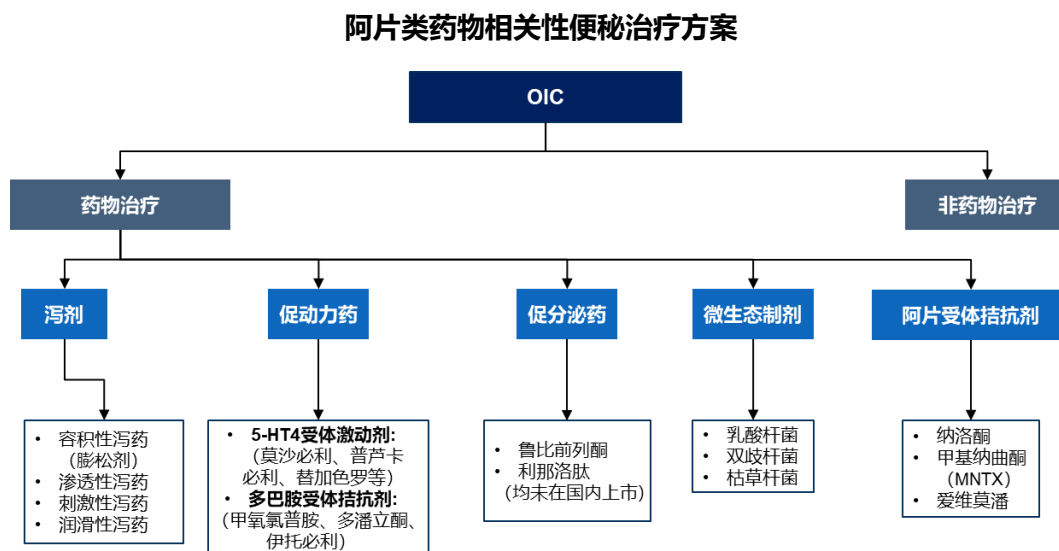 阿片类药物相关性便秘治疗方案
OIC
药物治疗
非药物治疗
泻剂
促动力药
促分泌药
微生态制剂
阿片受体拮抗剂
• 容积性泻药
（膨松剂）
• 渗透性泻药
• 刺激性泻药
• 润滑性泻药
• 5-HT4受体激动剂:
（莫沙必利、普芦卡
必利、替加色罗等）
• 多巴胺受体拮抗剂:
（甲氧氯普胺、多潘立酮、
伊托必利）
• 鲁比前列酮
• 利那洛肽
（均未在国内上市）
• 乳酸杆菌
• 双歧杆菌
• 枯草杆菌
• 纳洛酮
• 甲基纳曲酮
（MNTX）
• 爱维莫潘